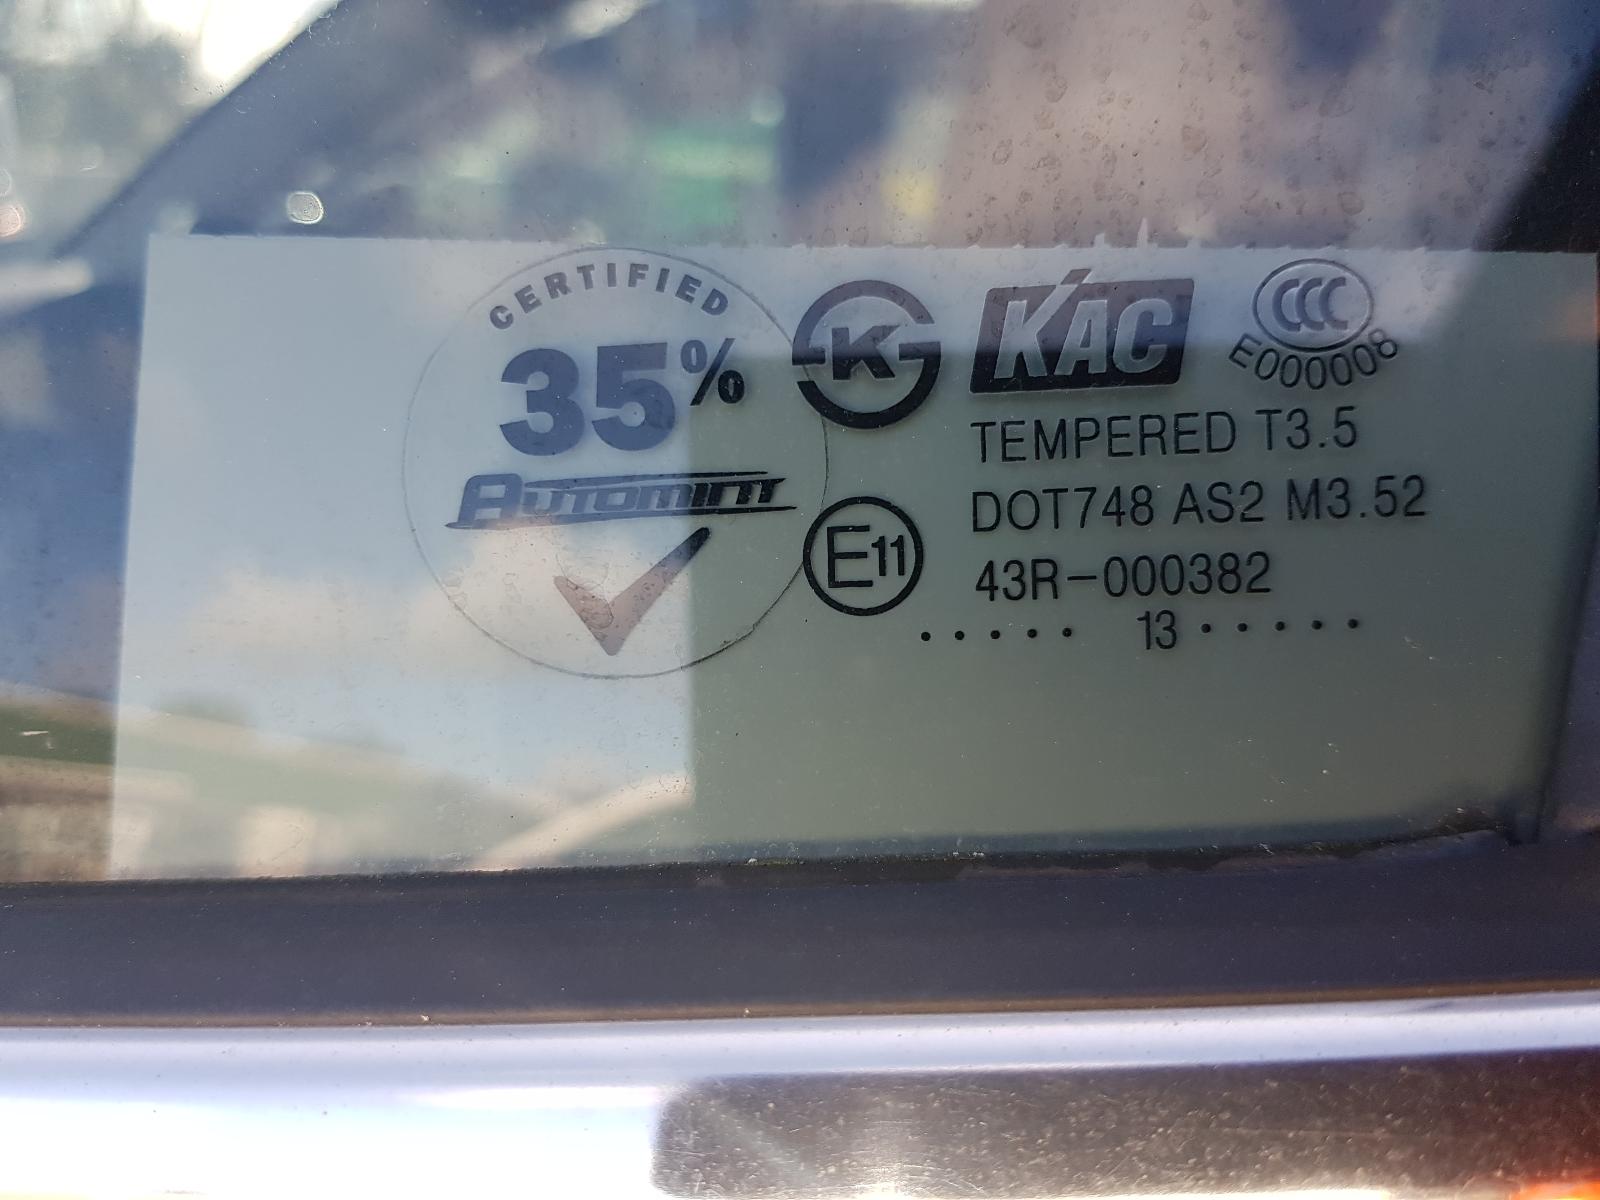 CERTIFIED
35%
AUTOMINT
K
KAC
CCC
E000008
TEMPERED T3.5
DOT748 AS2 M3.52
E11
43R-000382
..... 13 ......